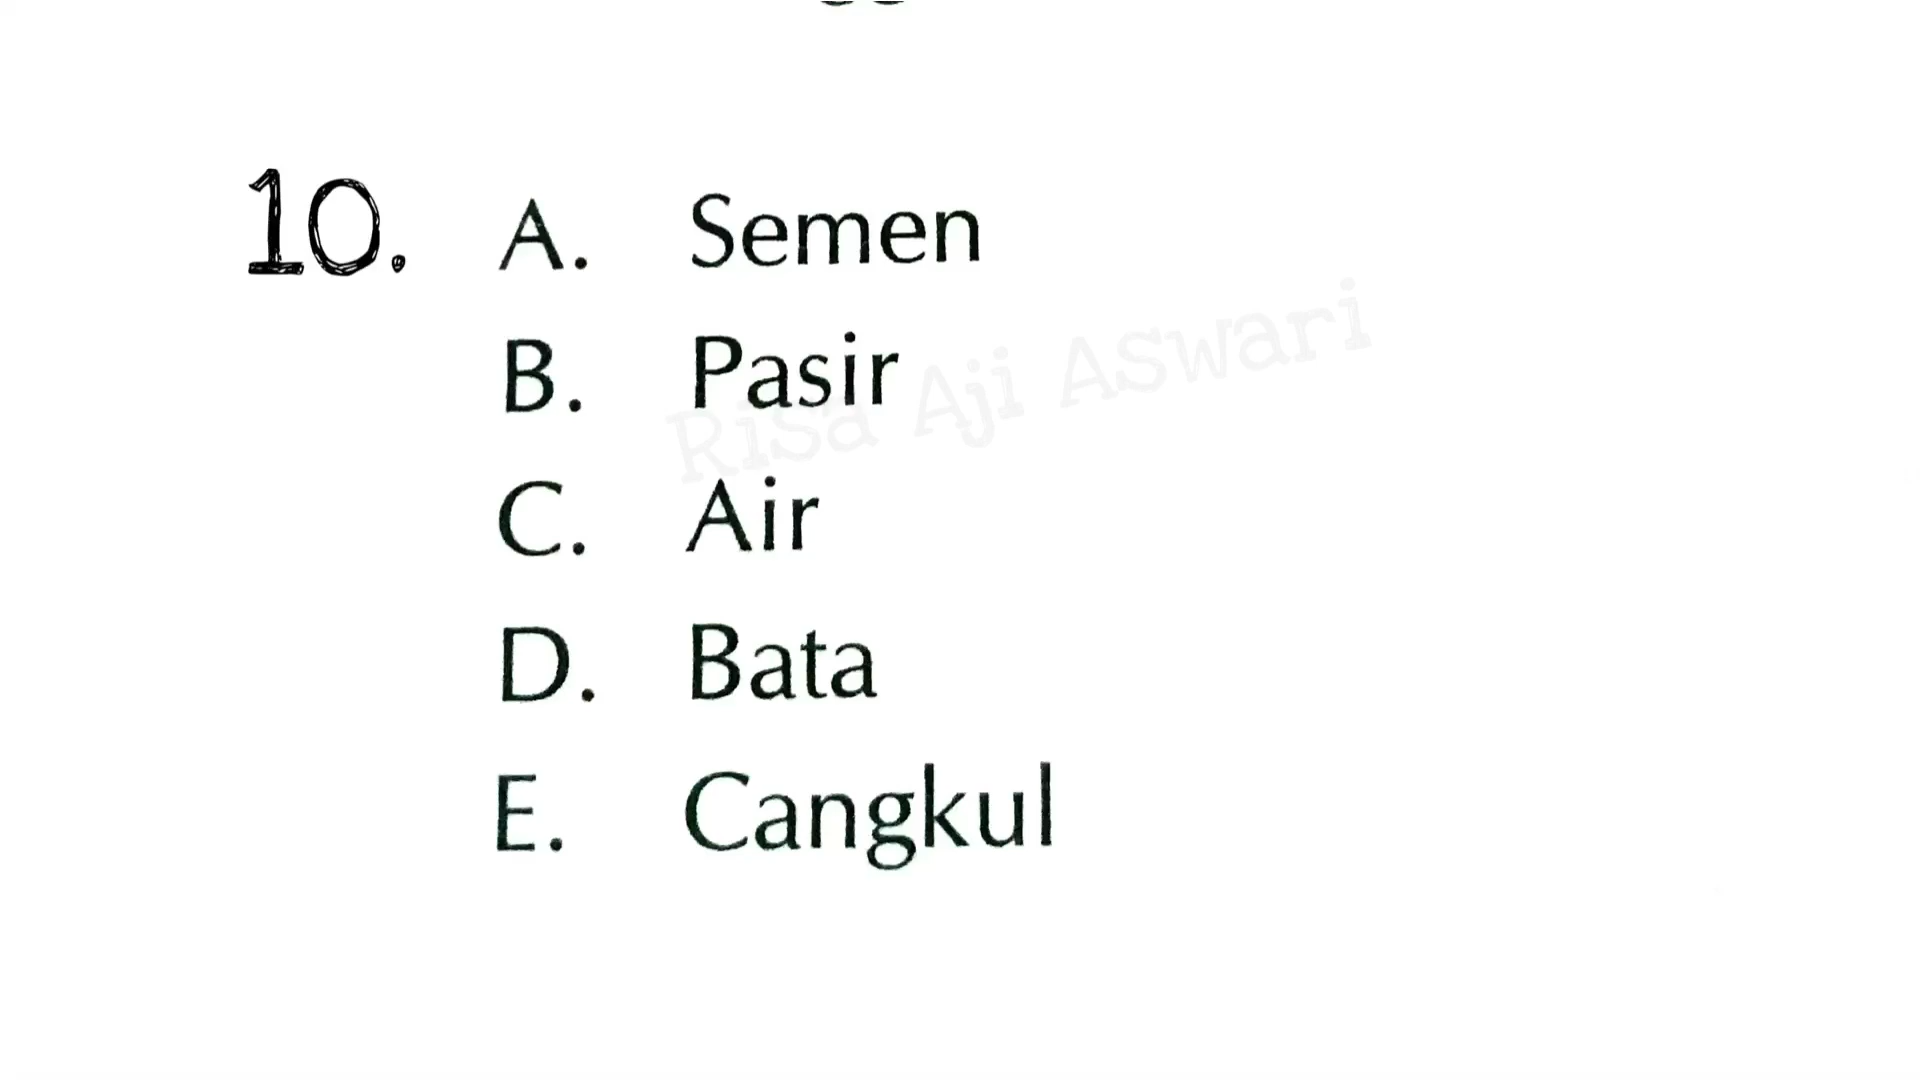 10. A. Semen
Risa Aji Aswari
B. Pasir
C. Air
D. Bata
E. Cangkul